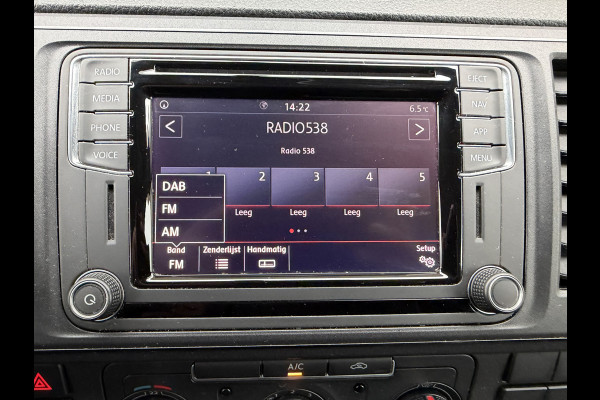 RADIO
MEDIA
PHONE
VOICE
EJECT
NAV
APP
MENU
14:22
6.5 °C
< RADIO538 >
Radio 538
1 2 3 4 5
Leeg Leeg Leeg Leeg
DAB
FM
AM
Band Zenderlijst Handmatig Setup
FM
A/C